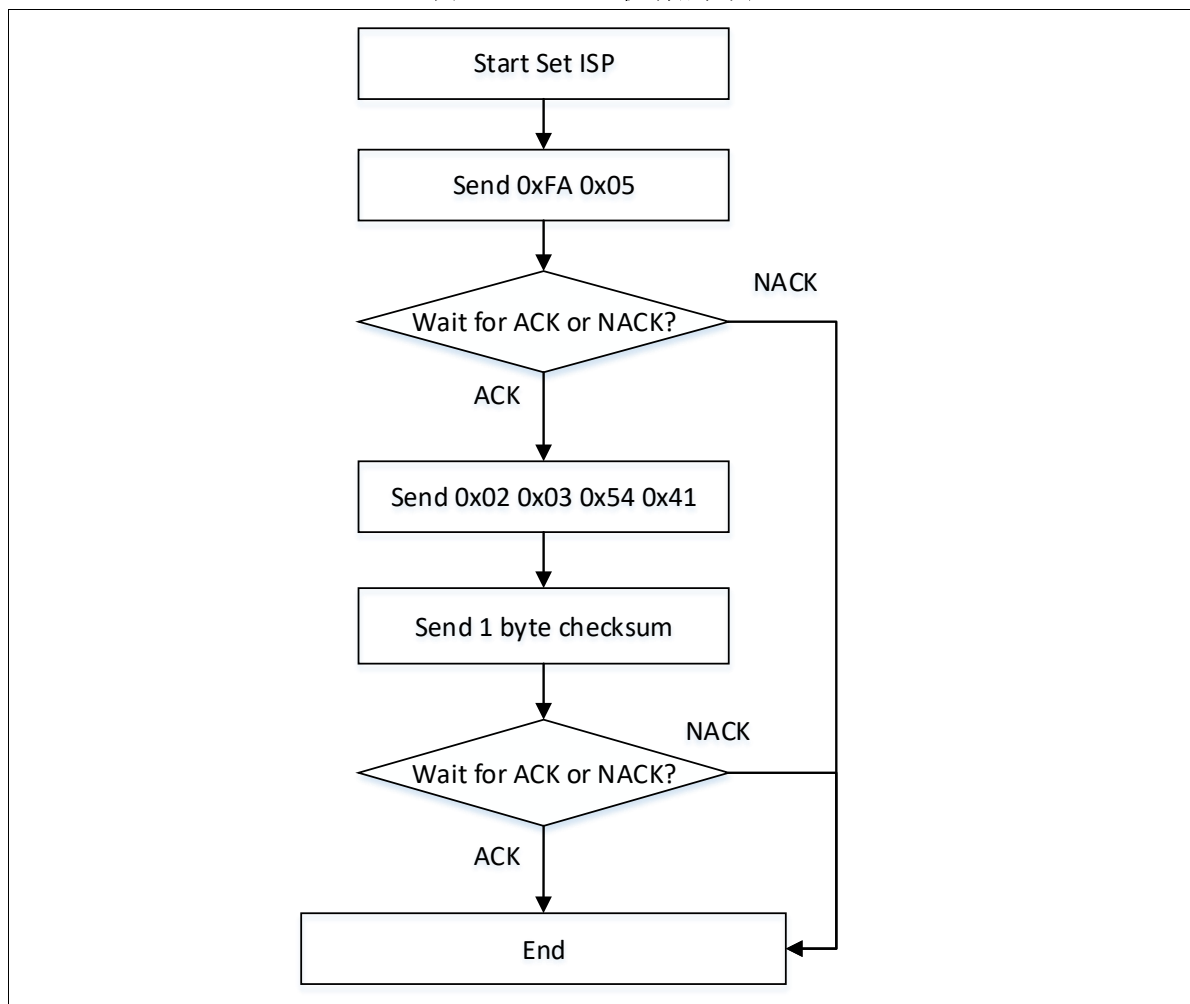 Start Set ISP
Send 0xFA 0x05
Wait for ACK or NACK?
NACK
ACK
Send 0x02 0x03 0x54 0x41
Send 1 byte checksum
Wait for ACK or NACK?
NACK
ACK
End